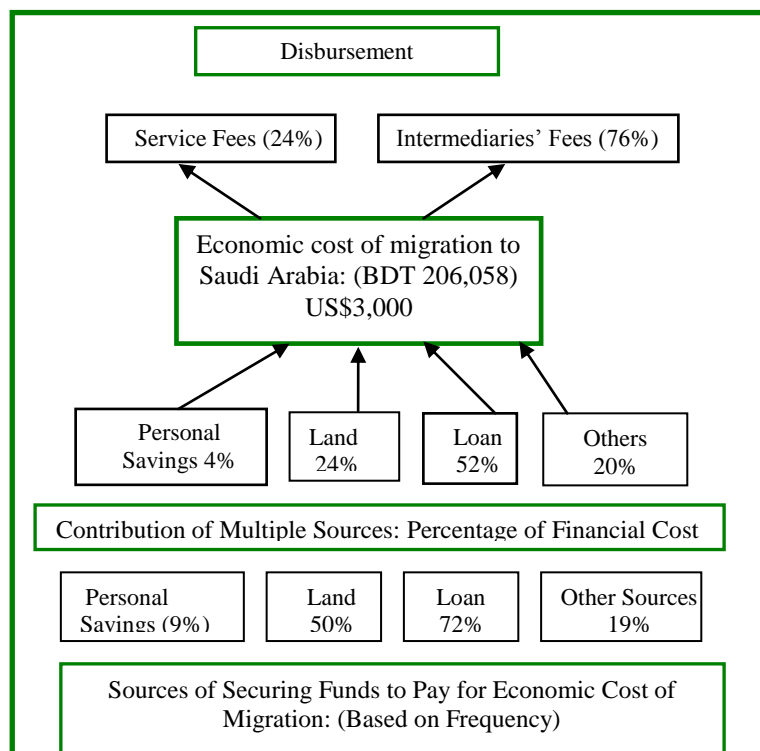 Disbursement
Service Fees (24%)
Intermediaries' Fees (76%)
Economic cost of migration to
Saudi Arabia: (BDT 206,058)
US$3,000
Personal
Savings 4%
Land
24%
Loan
52%
Others
20%
Contribution of Multiple Sources: Percentage of Financial Cost
Personal
Savings (9%)
Land
50%
Loan
72%
Other Sources
19%
Sources of Securing Funds to Pay for Economic Cost of
Migration: (Based on Frequency)